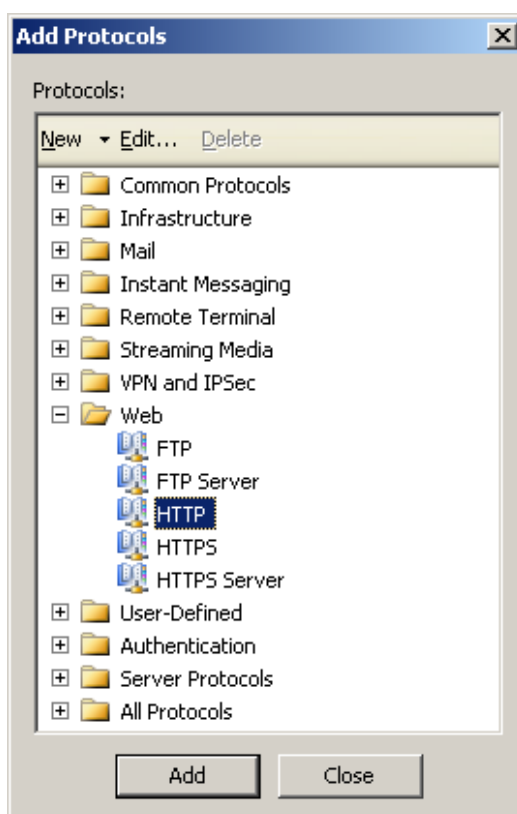 Add Protocols
Protocols:
New Edit... Delete
Common Protocols
Infrastructure
Mail
Instant Messaging
Remote Terminal
Streaming Media
VPN and IPSec
Web
FTP
FTP Server
HTTP
HTTPS
HTTPS Server
User-Defined
Authentication
Server Protocols
All Protocols
Add Close